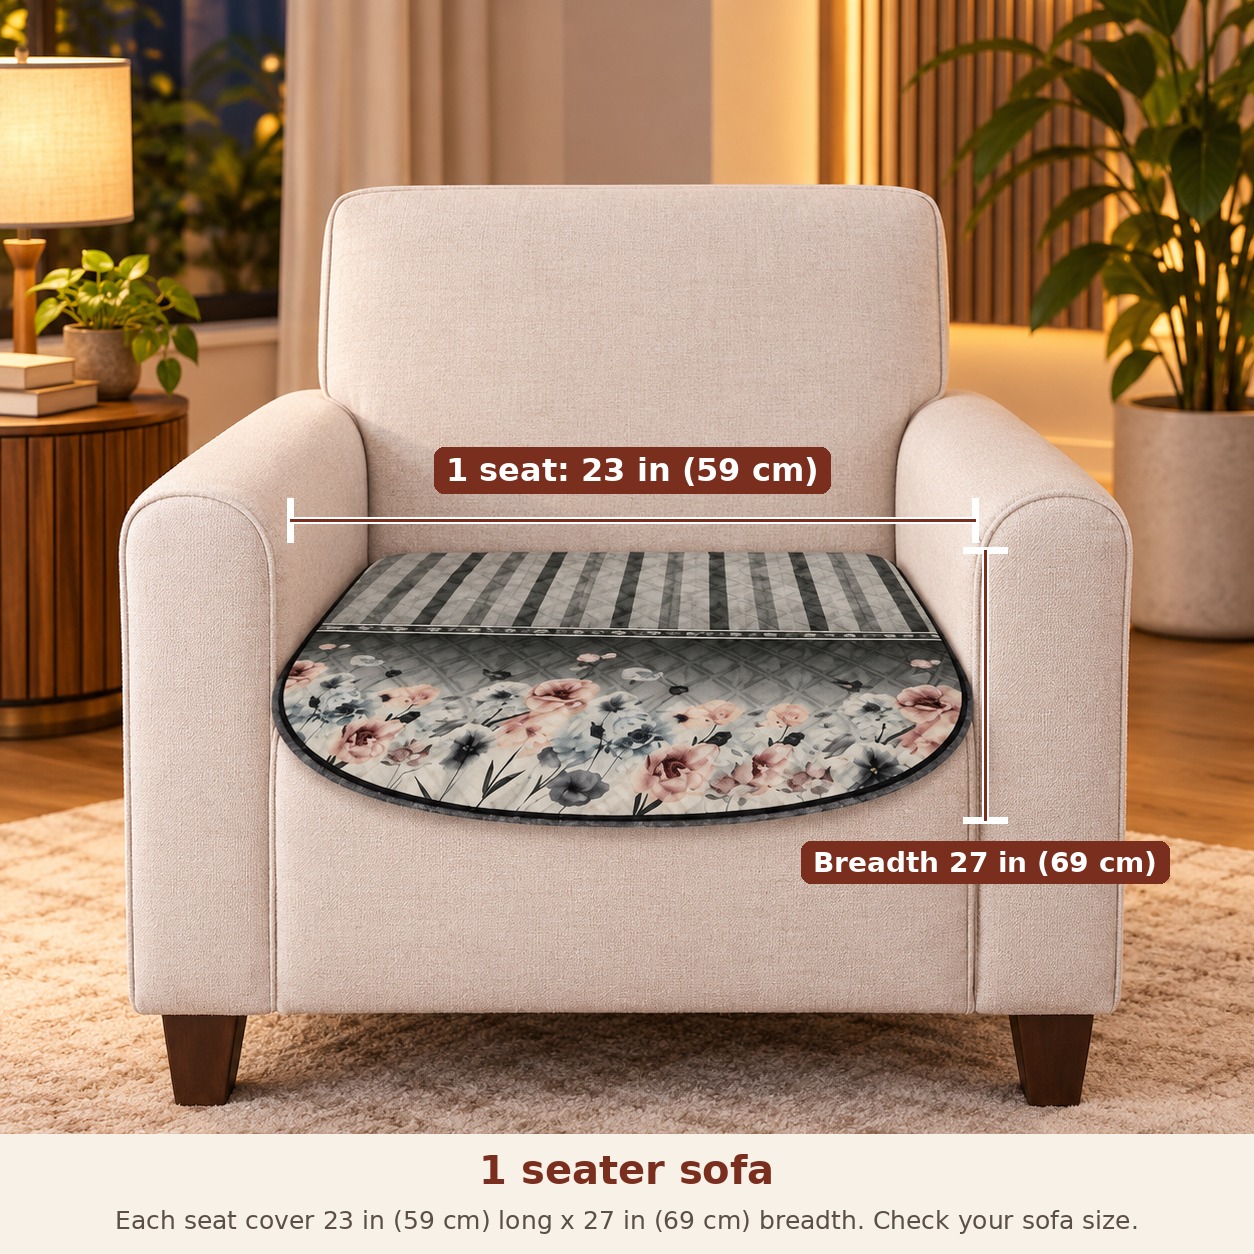 1 seat: 23 in (59 cm)
Breadth 27 in (69 cm)
1 seater sofa
Each seat cover 23 in (59 cm) long x 27 in (69 cm) breadth. Check your sofa size.